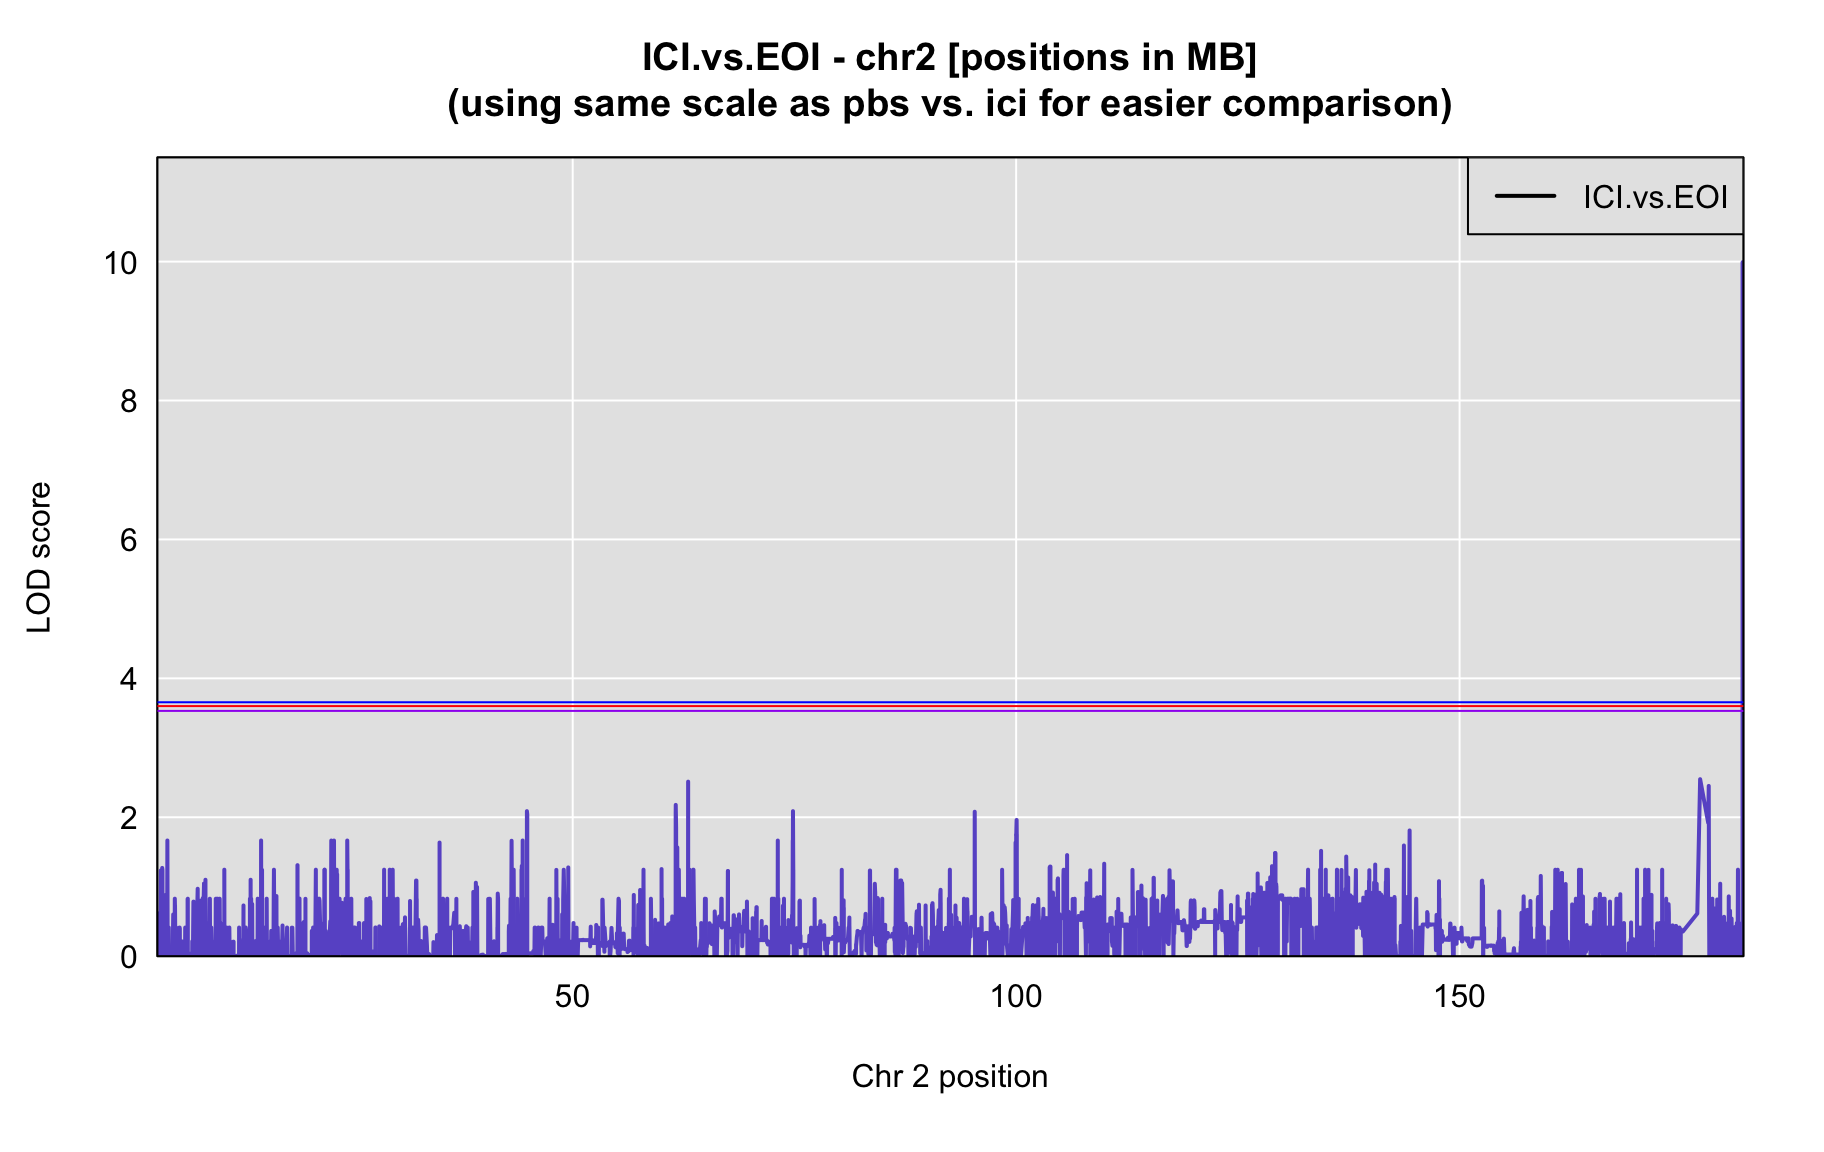 ICI.vs.EOI - chr2 [positions in MB]
(using same scale as pbs vs. ici for easier comparison)
ICI.vs.EOI
10
8
6
4
2
0
LOD score
50
100
150
Chr 2 position